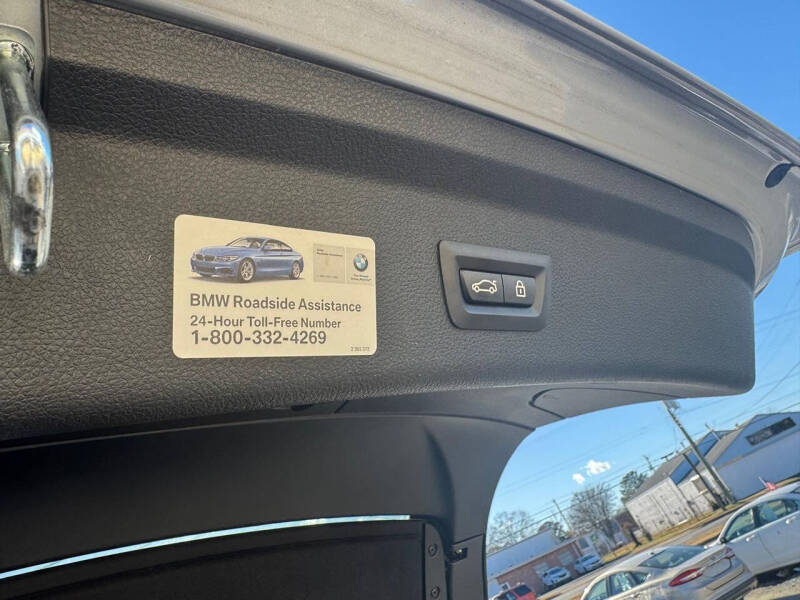 BMW Roadside Assistance
24-Hour Toll-Free Number
1-800-332-4269